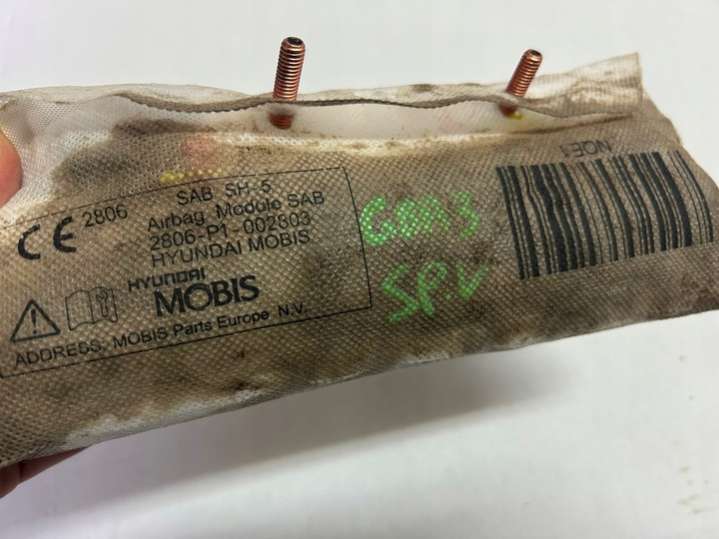 CE 2806
SAB SH-5
Airbag Module SAB
2806-P1-002803
HYUNDAI MOBIS
HYUNDAI
MOBIS
ADDRESS: MOBIS Parts Europe N.V.
SP.V
NQE1